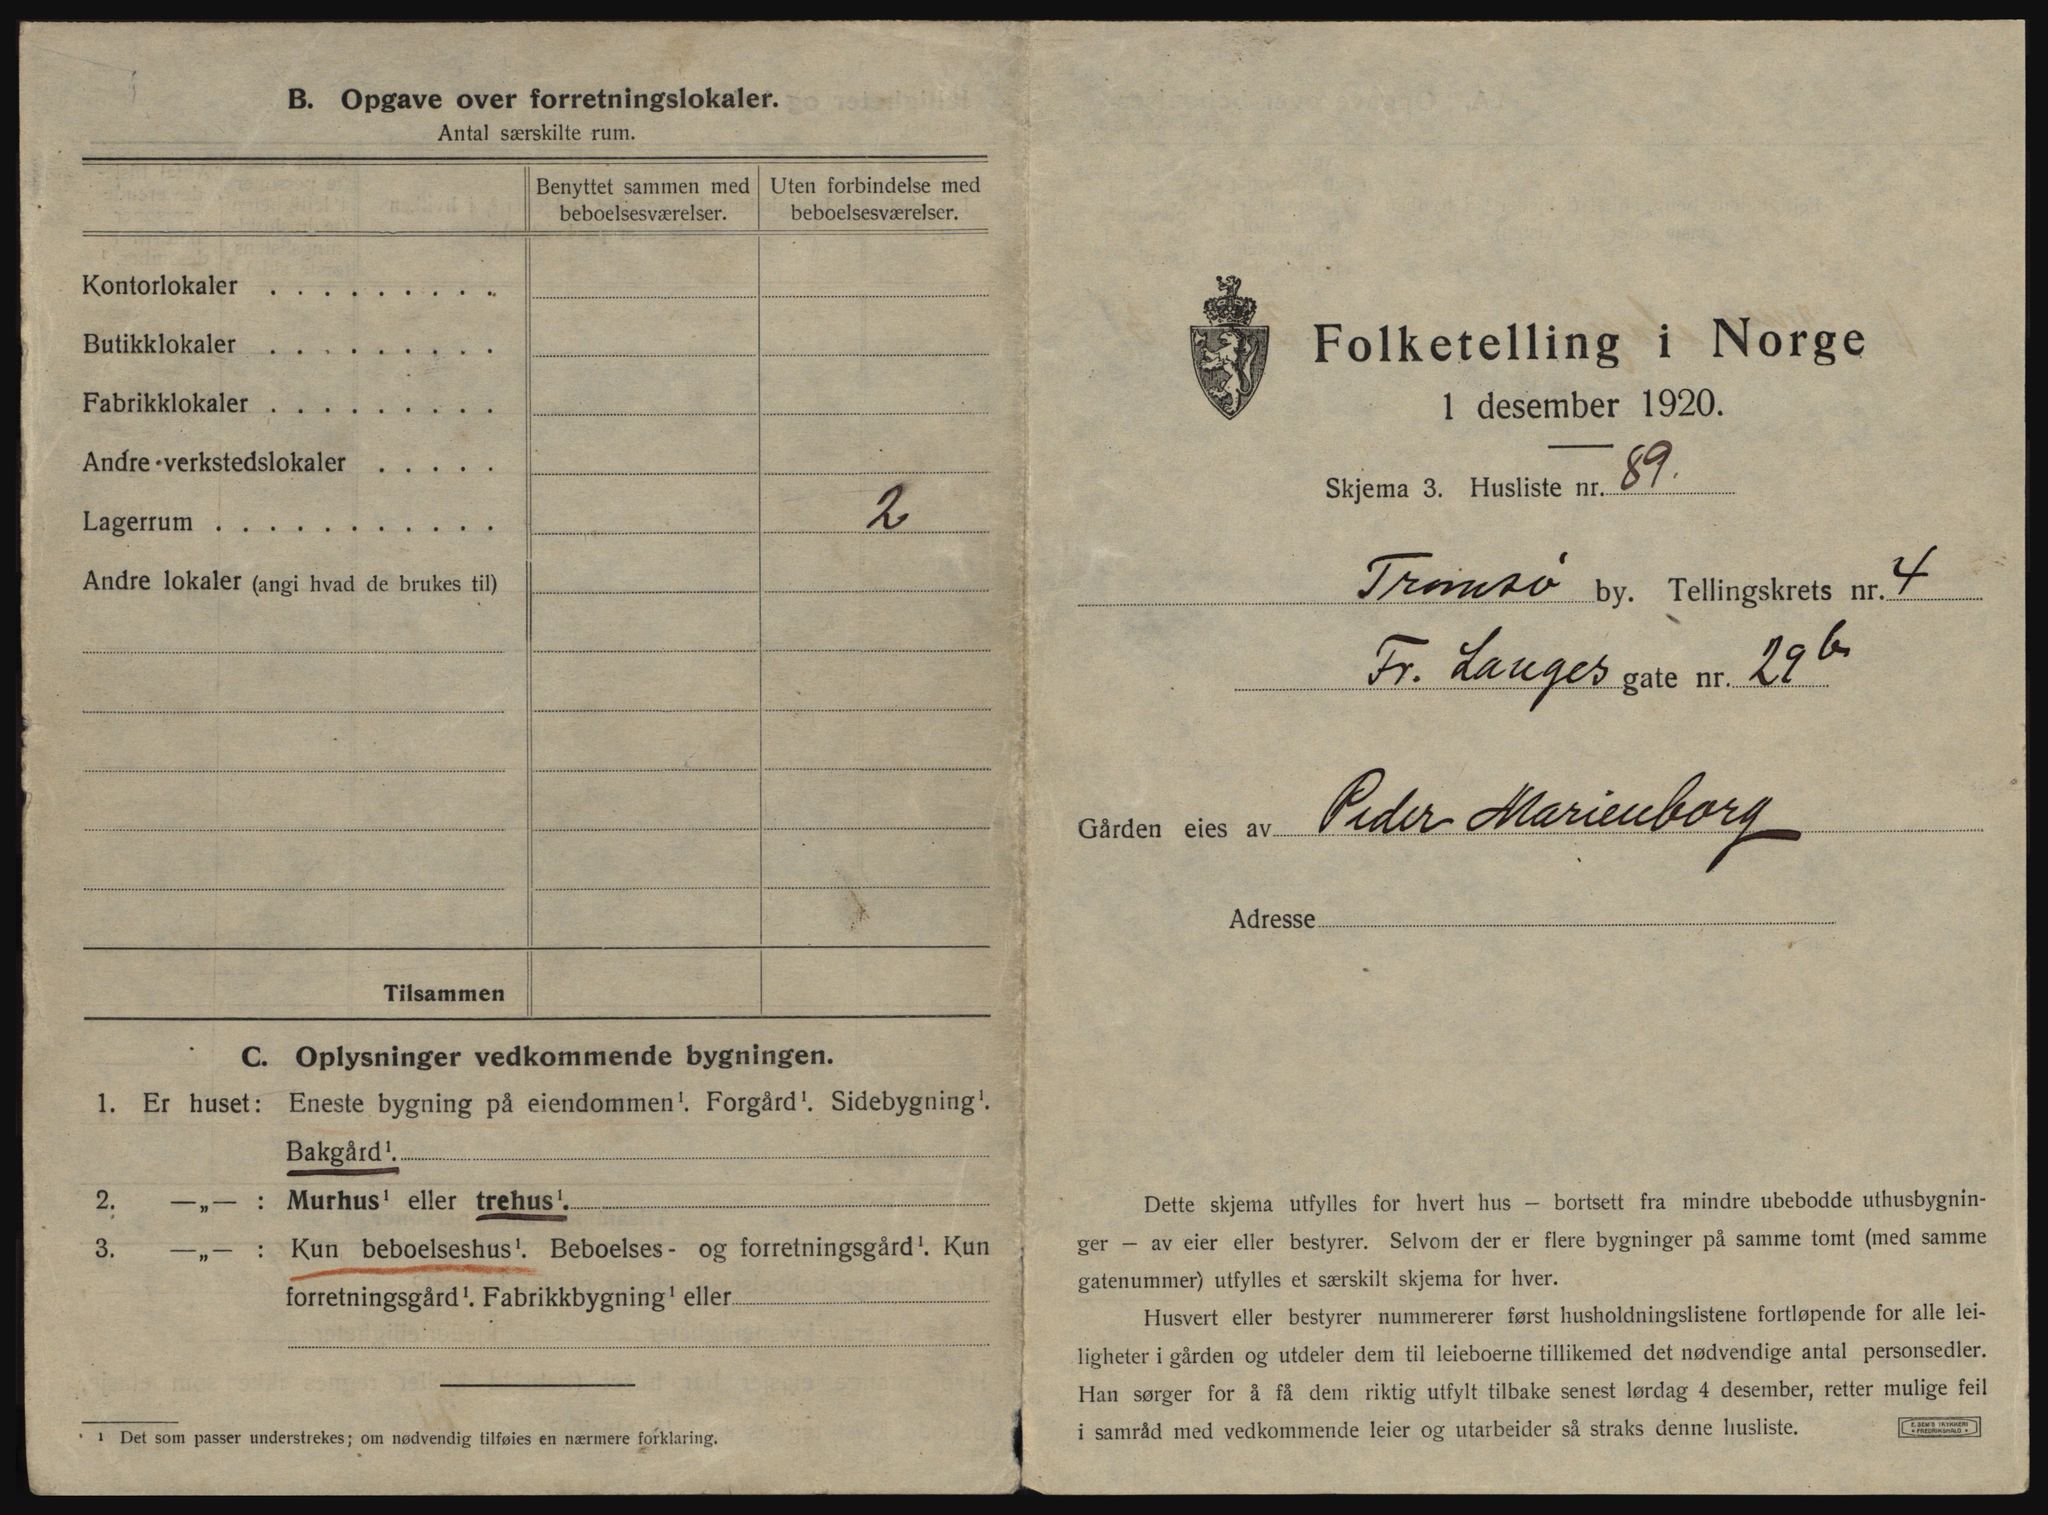 B. Opgave over forretningslokaler.
Antal særskilte rum.
Benyttet sammen med beboelsesværelser.
Uten forbindelse med beboelsesværelser.
Kontorlokaler . . . . . . . . .
Butikklokaler . . . . . . . . .
Fabrikklokaler . . . . . . . . .
Andre verkstedslokaler . . . . .
Lagerrum . . . . . . . . . . . 2
Andre lokaler (angi hvad de brukes til)
Tilsammen
C. Oplysninger vedkommende bygningen.
1. Er huset: Eneste bygning på eiendommen¹. Forgård¹. Sidebygning¹.
Bakgård¹.
2. —„— : Murhus¹ eller trehus¹.
3. —„— : Kun beboelseshus¹. Beboelses- og forretningsgård¹. Kun
forretningsgård¹. Fabrikkbygning¹ eller
¹ Det som passer understrekes; om nødvendig tilføies en nærmere forklaring.
Folketelling i Norge
1 desember 1920.
Skjema 3. Husliste nr. 89.
Tromsø by. Tellingskrets nr. 4
Fr. Langes gate nr. 29b
Gården eies av Peder Marienborg
Adresse
Dette skjema utfylles for hvert hus – bortsett fra mindre ubebodde uthusbygnin-
ger – av eier eller bestyrer. Selvom der er flere bygninger på samme tomt (med samme
gatenummer) utfylles et særskilt skjema for hver.
Husvert eller bestyrer nummererer først husholdningslistene fortløpende for alle lei-
ligheter i gården og utdeler dem til leieboerne tillikemed det nødvendige antal personsedler.
Han sørger for å få dem riktig utfylt tilbake senest lørdag 4 desember, retter mulige feil
i samråd med vedkommende leier og utarbeider så straks denne husliste.
E. SEM'S TRYKKERI
FREDRIKSHALD